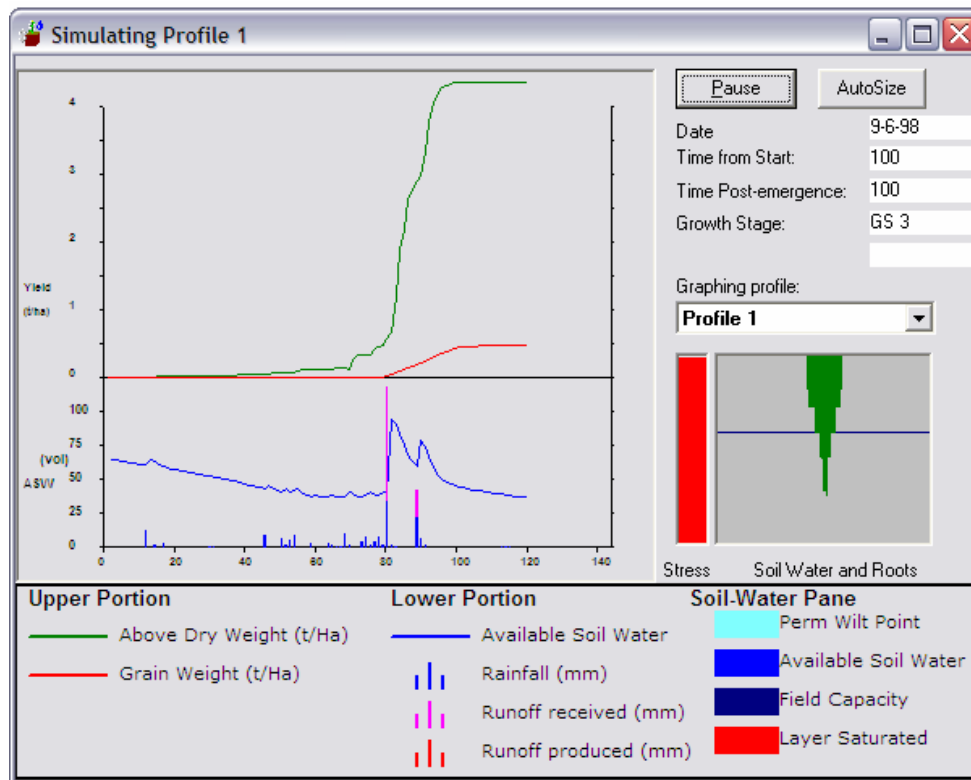 Simulating Profile 1
4
3
2
Yield
(t/ha)
1
0
100
75
(vol)
50
ASW
25
0
0 20 40 60 80 100 120 140
Pause AutoSize
Date 9-6-98
Time from Start: 100
Time Post-emergence: 100
Growth Stage: GS 3
Graphing profile:
Profile 1
Stress Soil Water and Roots
Upper Portion
Above Dry Weight (t/Ha)
Grain Weight (t/Ha)
Lower Portion
Available Soil Water
Rainfall (mm)
Runoff received (mm)
Runoff produced (mm)
Soil-Water Pane
Perm Wilt Point
Available Soil Water
Field Capacity
Layer Saturated